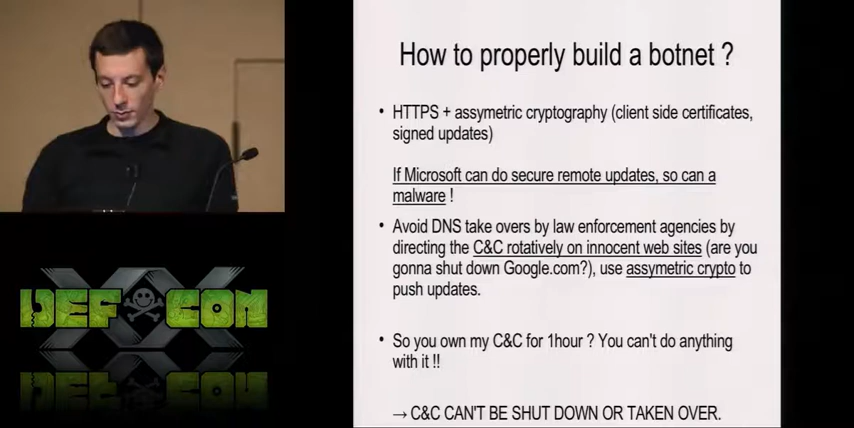 How to properly build a botnet ?
• HTTPS + assymetric cryptography (client side certificates,
signed updates)
If Microsoft can do secure remote updates, so can a
malware !
• Avoid DNS take overs by law enforcement agencies by
directing the C&C rotatively on innocent web sites (are you
gonna shut down Google.com?), use assymetric crypto to
push updates.
• So you own my C&C for 1hour ? You can't do anything
with it !!
→ C&C CAN'T BE SHUT DOWN OR TAKEN OVER.
XX
DEF CON